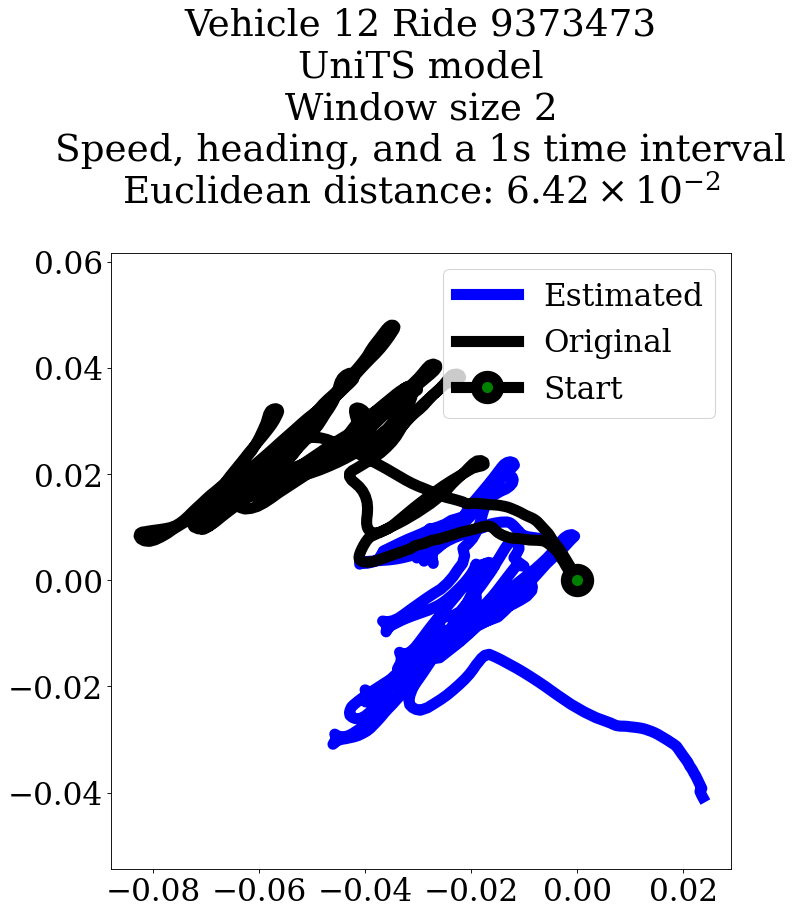 Vehicle 12 Ride 9373473
UniTS model
Window size 2
Speed, heading, and a 1s time interval
Euclidean distance: 6.42 × 10⁻²
Estimated
Original
Start
0.06
0.04
0.02
0.00
−0.02
−0.04
−0.08 −0.06 −0.04 −0.02 0.00 0.02